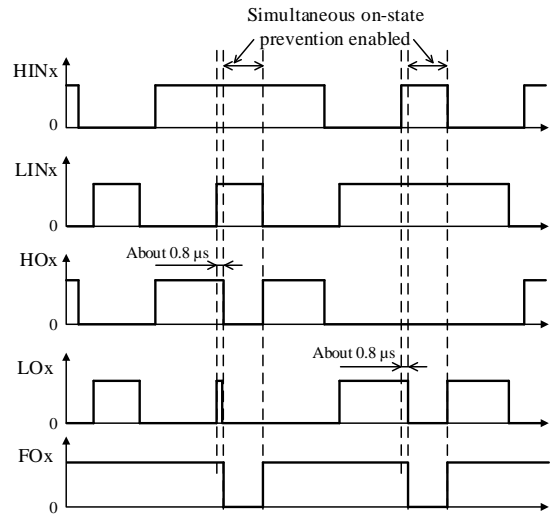 Simultaneous on-state
prevention enabled
HINx
0
LINx
0
About 0.8 µs
HOx
0
About 0.8 µs
LOx
0
FOx
0